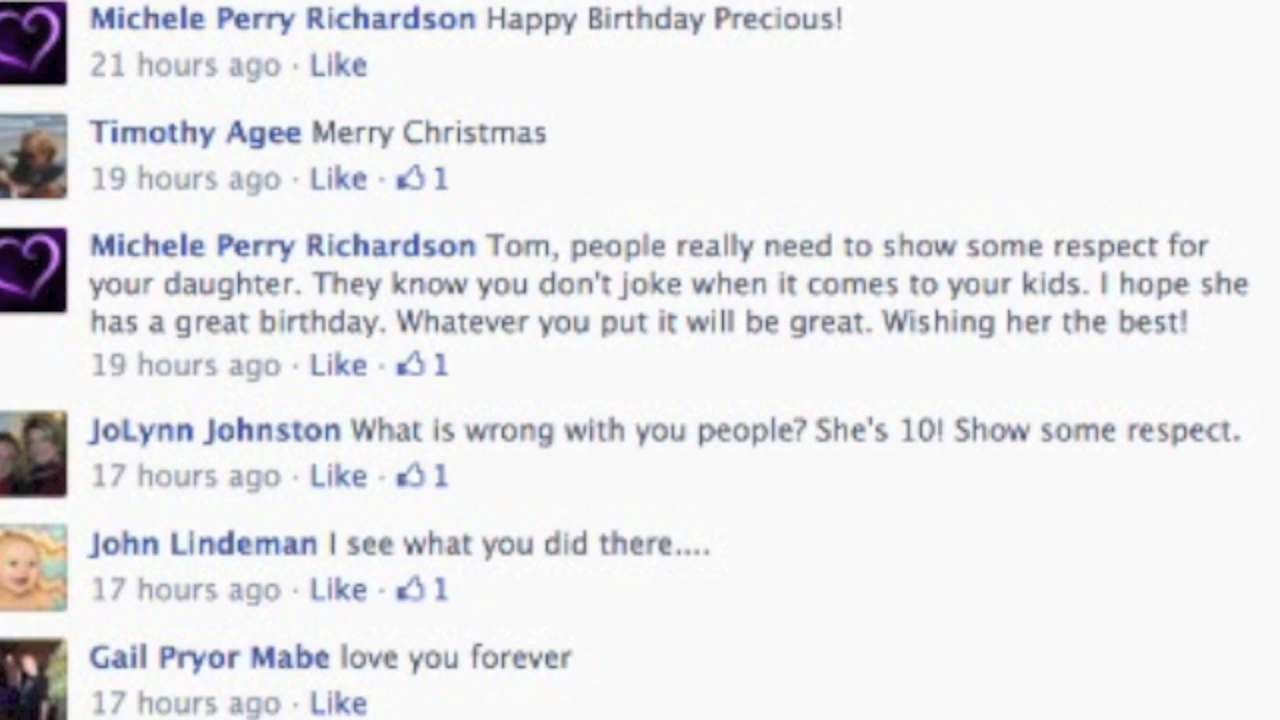 Michele Perry Richardson Happy Birthday Precious!
21 hours ago · Like
Timothy Agee Merry Christmas
19 hours ago · Like · 1
Michele Perry Richardson Tom, people really need to show some respect for
your daughter. They know you don't joke when it comes to your kids. I hope she
has a great birthday. Whatever you put it will be great. Wishing her the best!
19 hours ago · Like · 1
JoLynn Johnston What is wrong with you people? She's 10! Show some respect.
17 hours ago · Like · 1
John Lindeman I see what you did there....
17 hours ago · Like · 1
Gail Pryor Mabe love you forever
17 hours ago · Like